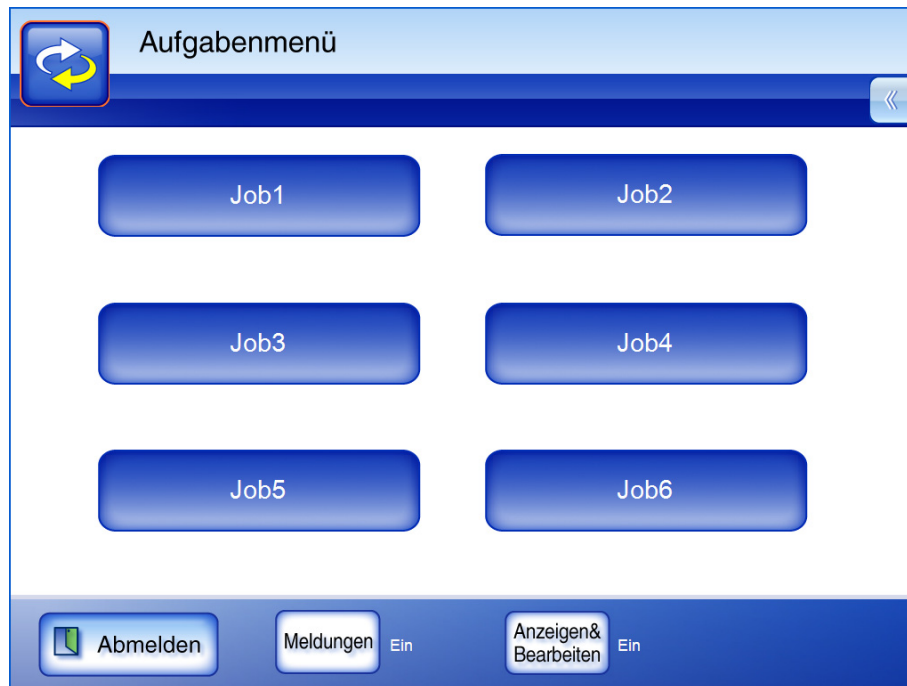 Aufgabenmenü
Job1
Job2
Job3
Job4
Job5
Job6
Abmelden
Meldungen
Ein
Anzeigen&
Bearbeiten
Ein